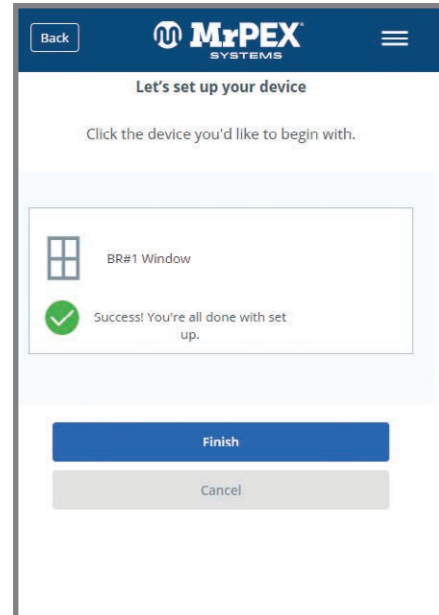 Back
MrPEX
SYSTEMS
Let's set up your device
Click the device you'd like to begin with.
BR#1 Window
Success! You're all done with set
up.
Finish
Cancel